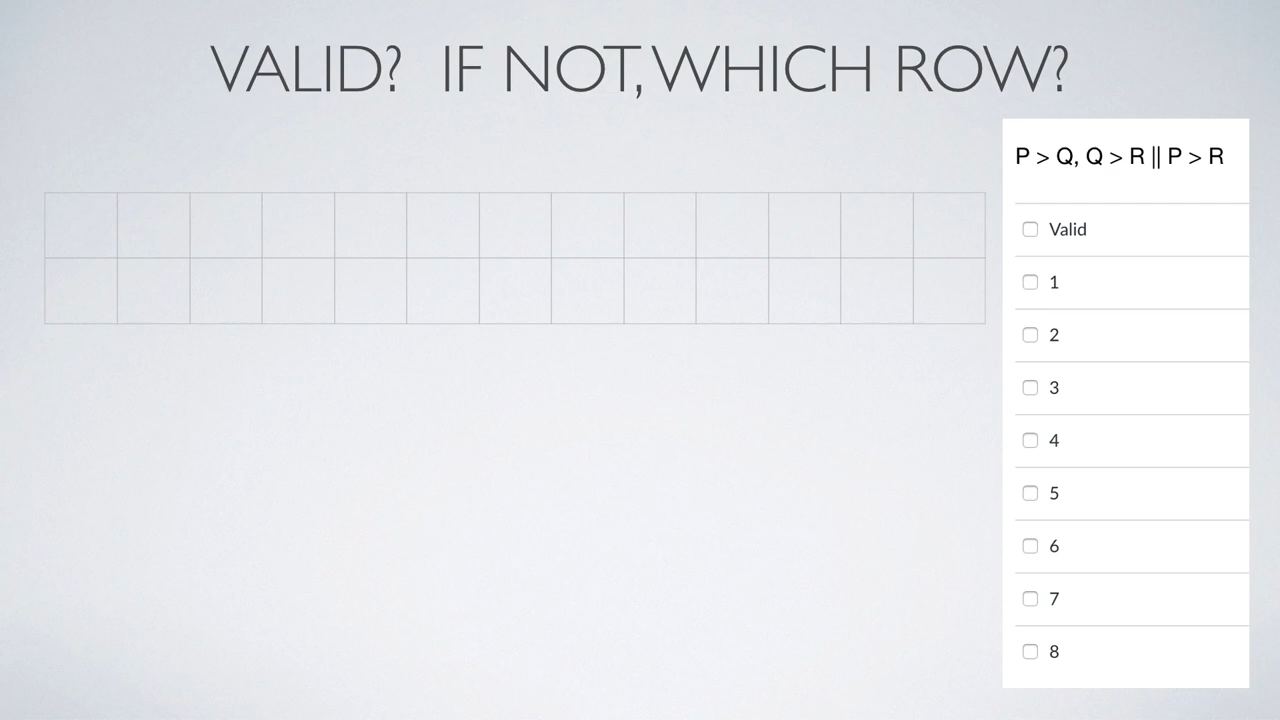 VALID? IF NOT, WHICH ROW?
P > Q, Q > R || P > R
Valid
1
2
3
4
5
6
7
8